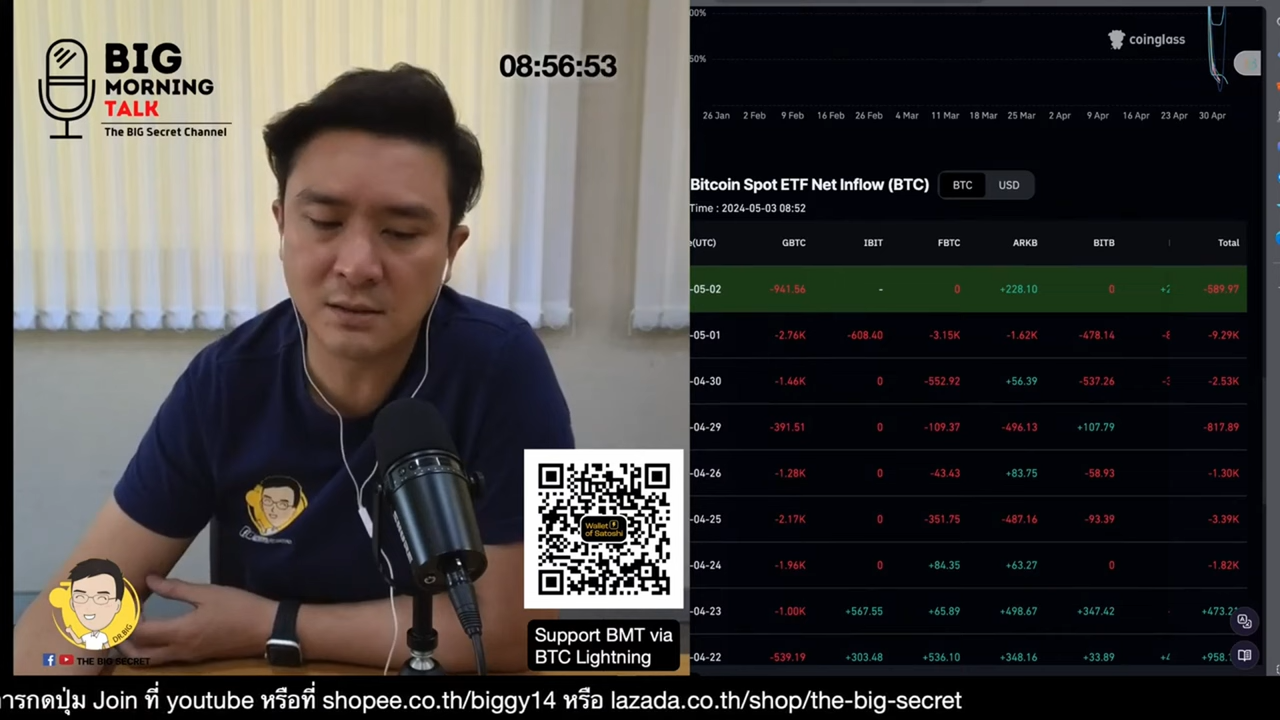 BIG
MORNING
TALK
The BIG Secret Channel
08:56:53
DR.BIG
THE BIG SECRET
Wallet
of Satoshi
Support BMT via
BTC Lightning
coinglass
26 Jan 2 Feb 9 Feb 16 Feb 26 Feb 4 Mar 11 Mar 18 Mar 25 Mar 2 Apr 9 Apr 16 Apr 23 Apr 30 Apr
Bitcoin Spot ETF Net Inflow (BTC) BTC USD
Time : 2024-05-03 08:52
(UTC) GBTC IBIT FBTC ARKB BITB Total
-05-02 -941.56 - 0 +228.10 0 -589.97
-05-01 -2.76K -608.40 -3.15K -1.62K -478.14 -9.29K
-04-30 -1.46K 0 -552.92 +56.39 -537.26 -2.53K
-04-29 -391.51 0 -109.37 -496.13 +107.79 -817.89
-04-26 -1.28K 0 -43.43 +83.75 -58.93 -1.30K
-04-25 -2.17K 0 -351.75 -487.16 -93.39 -3.39K
-04-24 -1.96K 0 +84.35 +63.27 0 -1.82K
-04-23 -1.00K +567.55 +65.89 +498.67 +347.42 +473.2
-04-22 -539.19 +303.48 +536.10 +348.16 +33.89 +958.
ารกดปุ่ม Join ที่ youtube หรือที่ shopee.co.th/biggy14 หรือ lazada.co.th/shop/the-big-secret